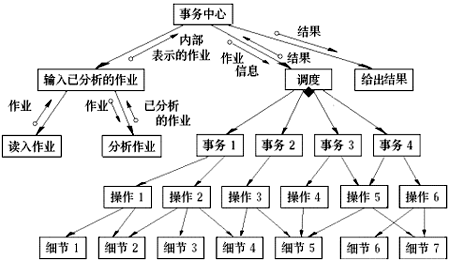 事务中心
内部
表示的作业
作业
信息
结果
结果
输入已分析的作业
调度
给出结果
作业
作业
已分析
的作业
读入作业
分析作业
事务 1
事务 2
事务 3
事务 4
操作 1
操作 2
操作 3
操作 4
操作 5
操作 6
细节 1
细节 2
细节 3
细节 4
细节 5
细节 6
细节 7